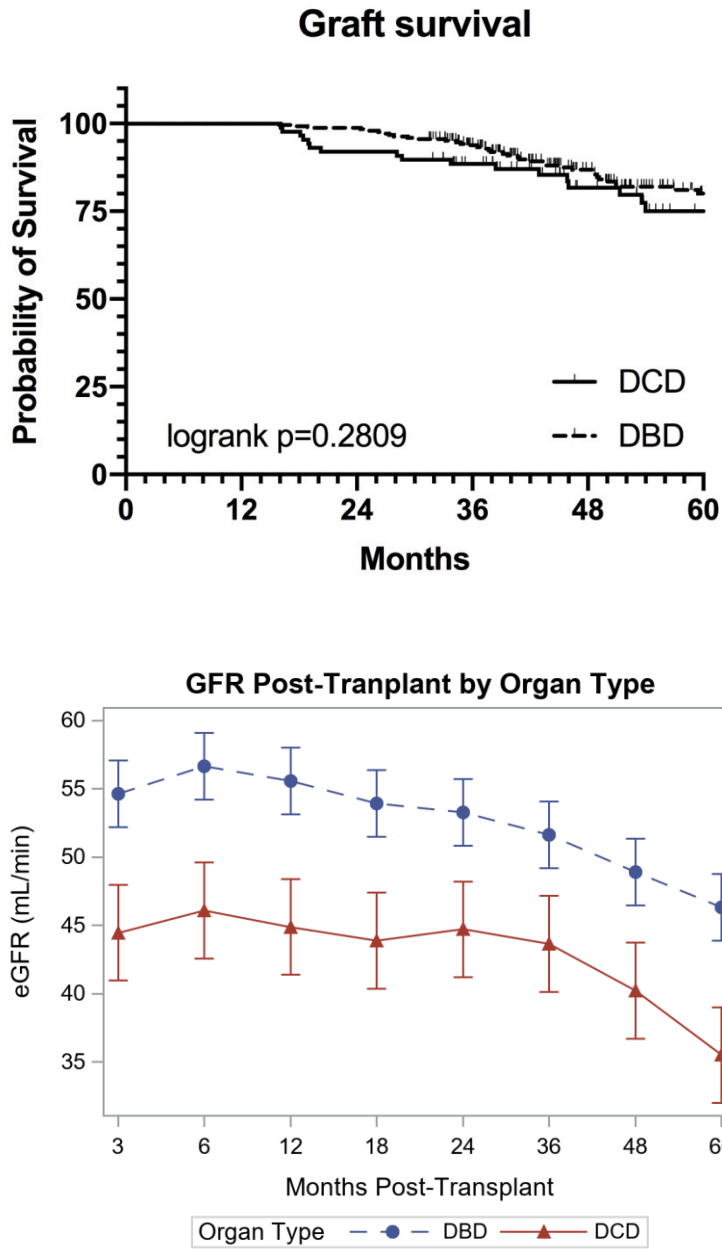 Graft survival
Probability of Survival
100
75
50
25
0
logrank p=0.2809
DCD
DBD
0 12 24 36 48 60
Months
GFR Post-Tranplant by Organ Type
eGFR (mL/min)
60
55
50
45
40
35
3 6 12 18 24 36 48 6
Months Post-Transplant
Organ Type DBD DCD